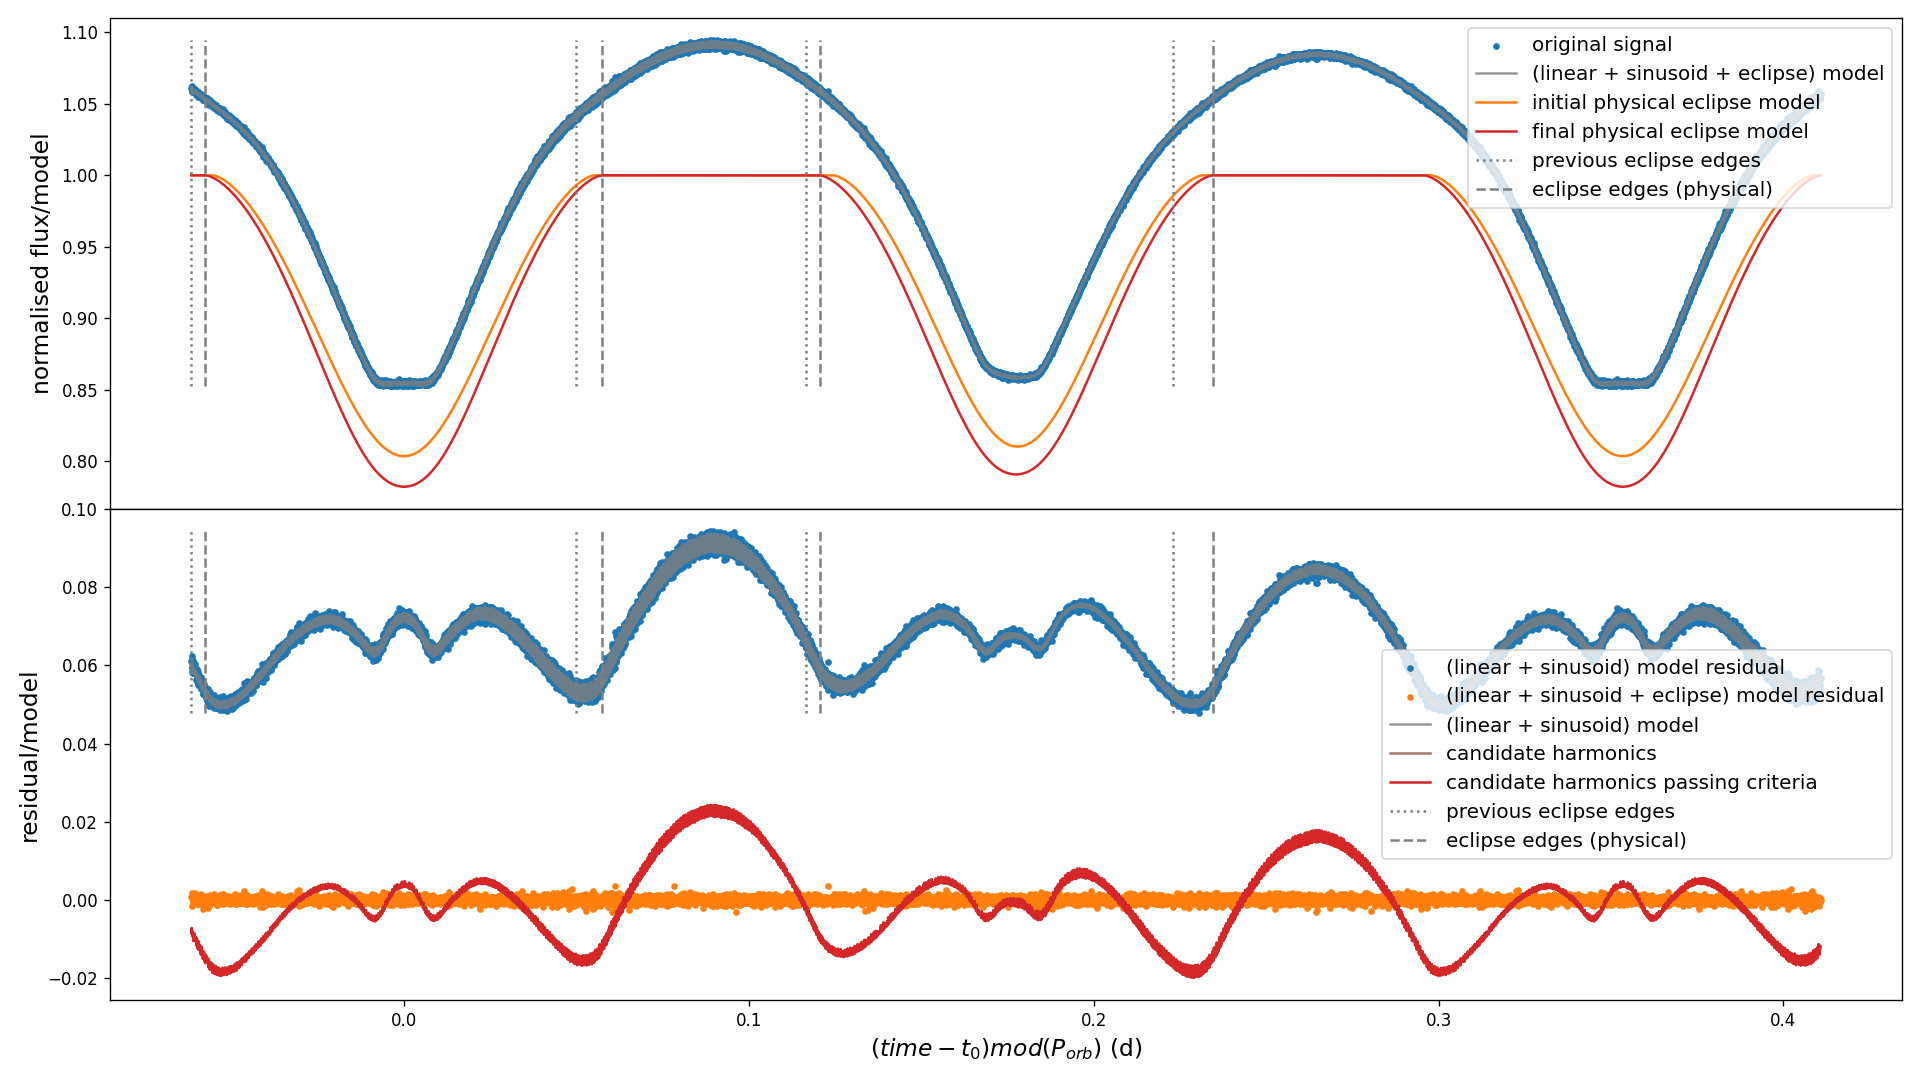 1.10
1.05
1.00
0.95
0.90
0.85
0.80
normalised flux/model
original signal
(linear + sinusoid + eclipse) model
initial physical eclipse model
final physical eclipse model
previous eclipse edges
eclipse edges (physical)
0.10
0.08
0.06
0.04
0.02
0.00
−0.02
residual/model
(linear + sinusoid) model residual
(linear + sinusoid + eclipse) model residual
(linear + sinusoid) model
candidate harmonics
candidate harmonics passing criteria
previous eclipse edges
eclipse edges (physical)
0.0 0.1 0.2 0.3 0.4
(time − t₀)mod(Pₒᵣb) (d)